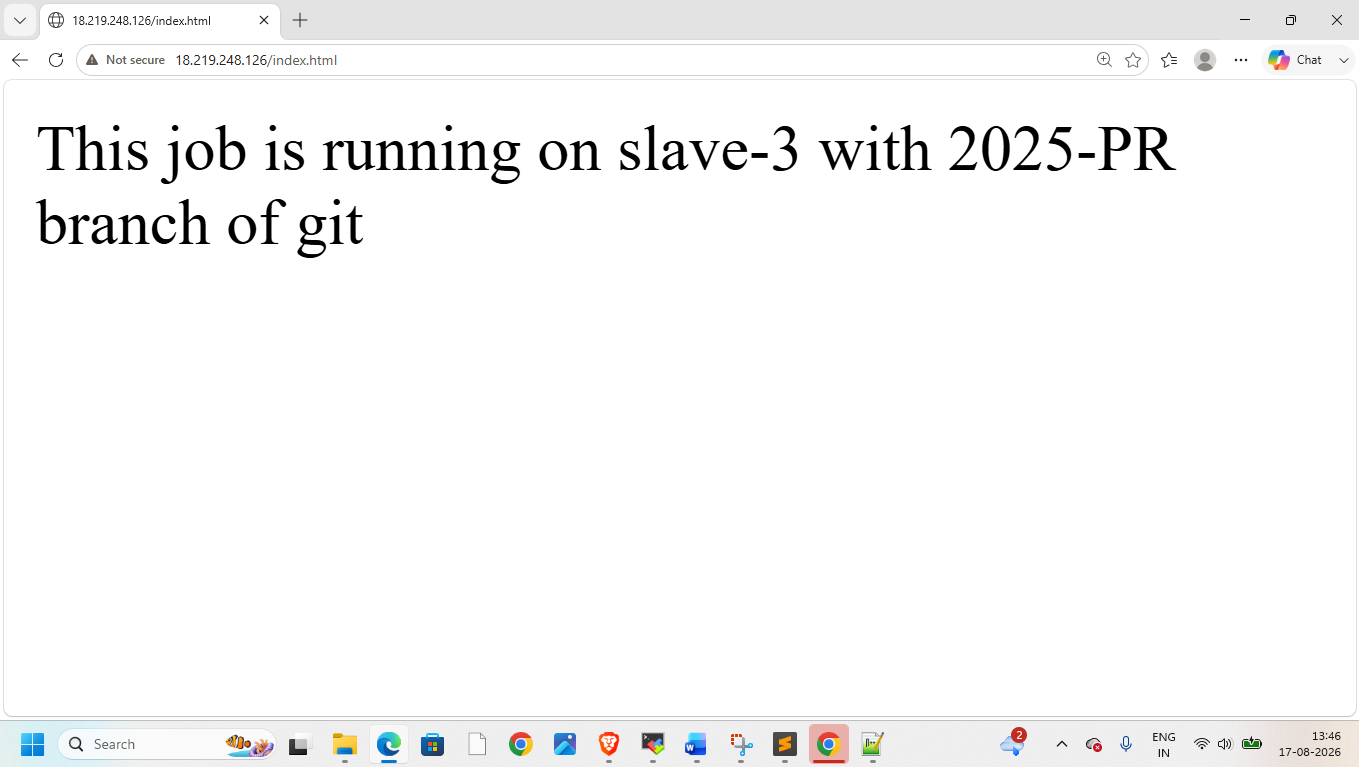 18.219.248.126/index.html
Not secure 18.219.248.126/index.html
Chat
This job is running on slave-3 with 2025-PR
branch of git
Search
2
ENG
IN
13:46
17-08-2026